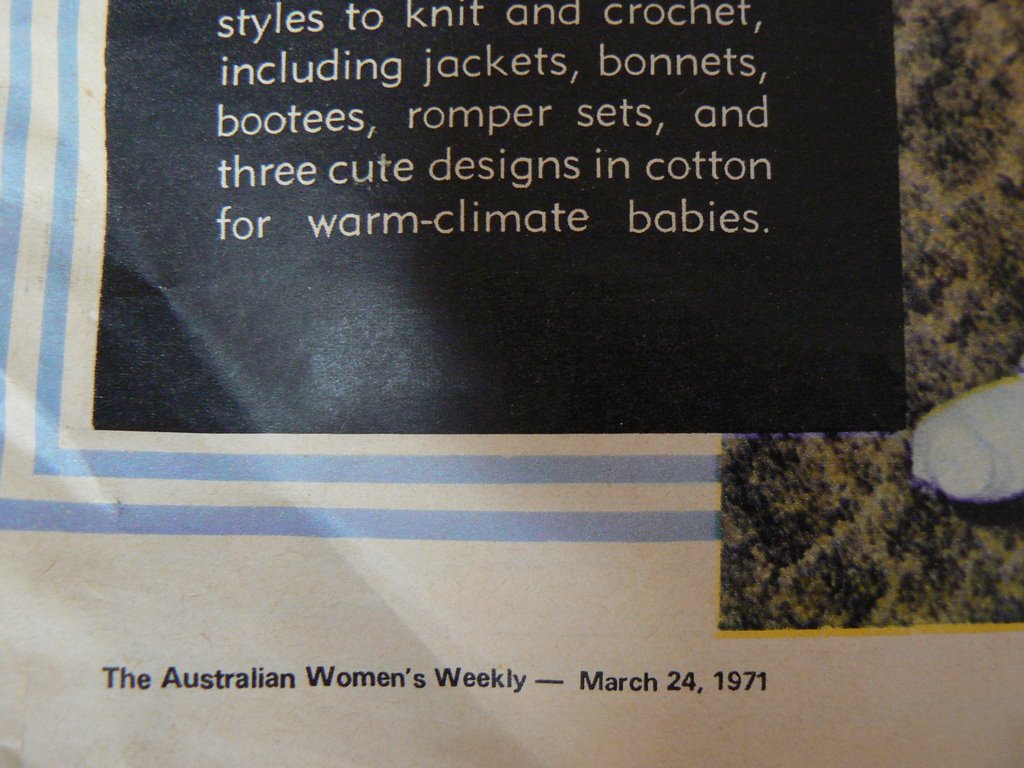 styles to knit and crochet,
including jackets, bonnets,
bootees, romper sets, and
three cute designs in cotton
for warm-climate babies.
The Australian Women's Weekly — March 24, 1971